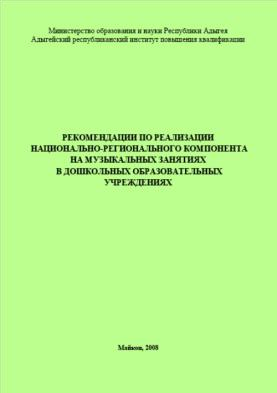 Министерство образования и науки Республики Адыгея
Адыгейский республиканский институт повышения квалификации
РЕКОМЕНДАЦИИ ПО РЕАЛИЗАЦИИ
НАЦИОНАЛЬНО-РЕГИОНАЛЬНОГО КОМПОНЕНТА
НА МУЗЫКАЛЬНЫХ ЗАНЯТИЯХ
В ДОШКОЛЬНЫХ ОБРАЗОВАТЕЛЬНЫХ
УЧРЕЖДЕНИЯХ
Майкоп, 2008